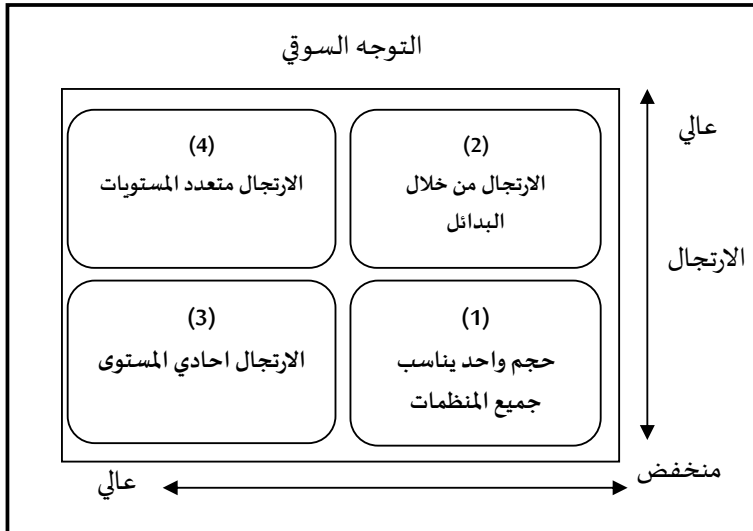 التوجه السوقي
عالي
(2)
الارتجال من خلال
البدائل
(4)
الارتجال متعدد المستويات
الارتجال
(1)
حجم واحد يناسب
جميع المنظمات
(3)
الارتجال احادي المستوى
منخفض
عالي